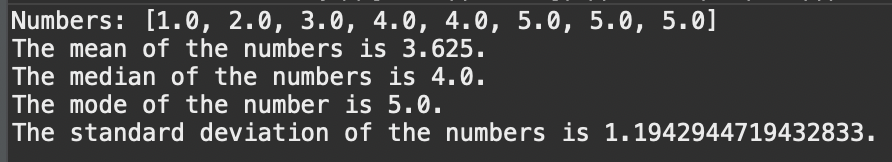 Numbers: [1.0, 2.0, 3.0, 4.0, 4.0, 5.0, 5.0, 5.0]
The mean of the numbers is 3.625.
The median of the numbers is 4.0.
The mode of the number is 5.0.
The standard deviation of the numbers is 1.1942944719432833.